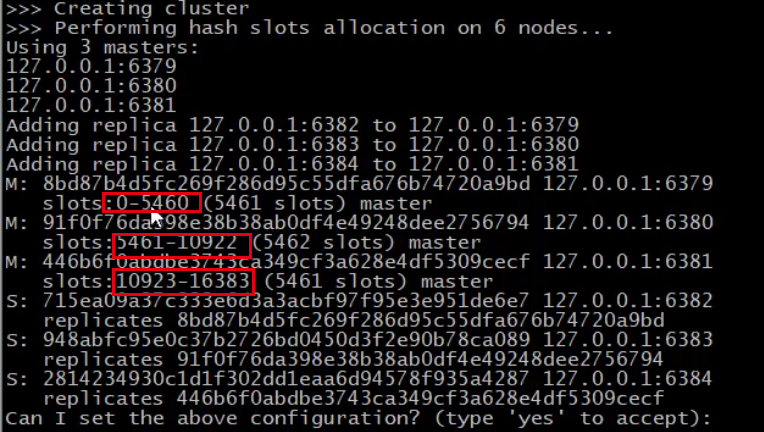 >>> Creating cluster
>>> Performing hash slots allocation on 6 nodes...
Using 3 masters:
127.0.0.1:6379
127.0.0.1:6380
127.0.0.1:6381
Adding replica 127.0.0.1:6382 to 127.0.0.1:6379
Adding replica 127.0.0.1:6383 to 127.0.0.1:6380
Adding replica 127.0.0.1:6384 to 127.0.0.1:6381
M: 8bd87b4d5fc269f286d95c55dfa676b74720a9bd 127.0.0.1:6379
slots:0-5460 (5461 slots) master
M: 91f0f76da398e38b38ab0df4e49248dee2756794 127.0.0.1:6380
slots:5461-10922 (5462 slots) master
M: 446b6f0abdbe3743ca349cf3a628e4df5309cecf 127.0.0.1:6381
slots:10923-16383 (5461 slots) master
S: 715ea09a37c333e6d3a3acbf97f95e3e951de6e7 127.0.0.1:6382
replicates 8bd87b4d5fc269f286d95c55dfa676b74720a9bd
S: 948abfc95e0c37b2726bd0450d3f2e90b78ca089 127.0.0.1:6383
replicates 91f0f76da398e38b38ab0df4e49248dee2756794
S: 2814234930c1d1f302dd1eaa6d94578f935a4287 127.0.0.1:6384
replicates 446b6f0abdbe3743ca349cf3a628e4df5309cecf
Can I set the above configuration? (type 'yes' to accept):